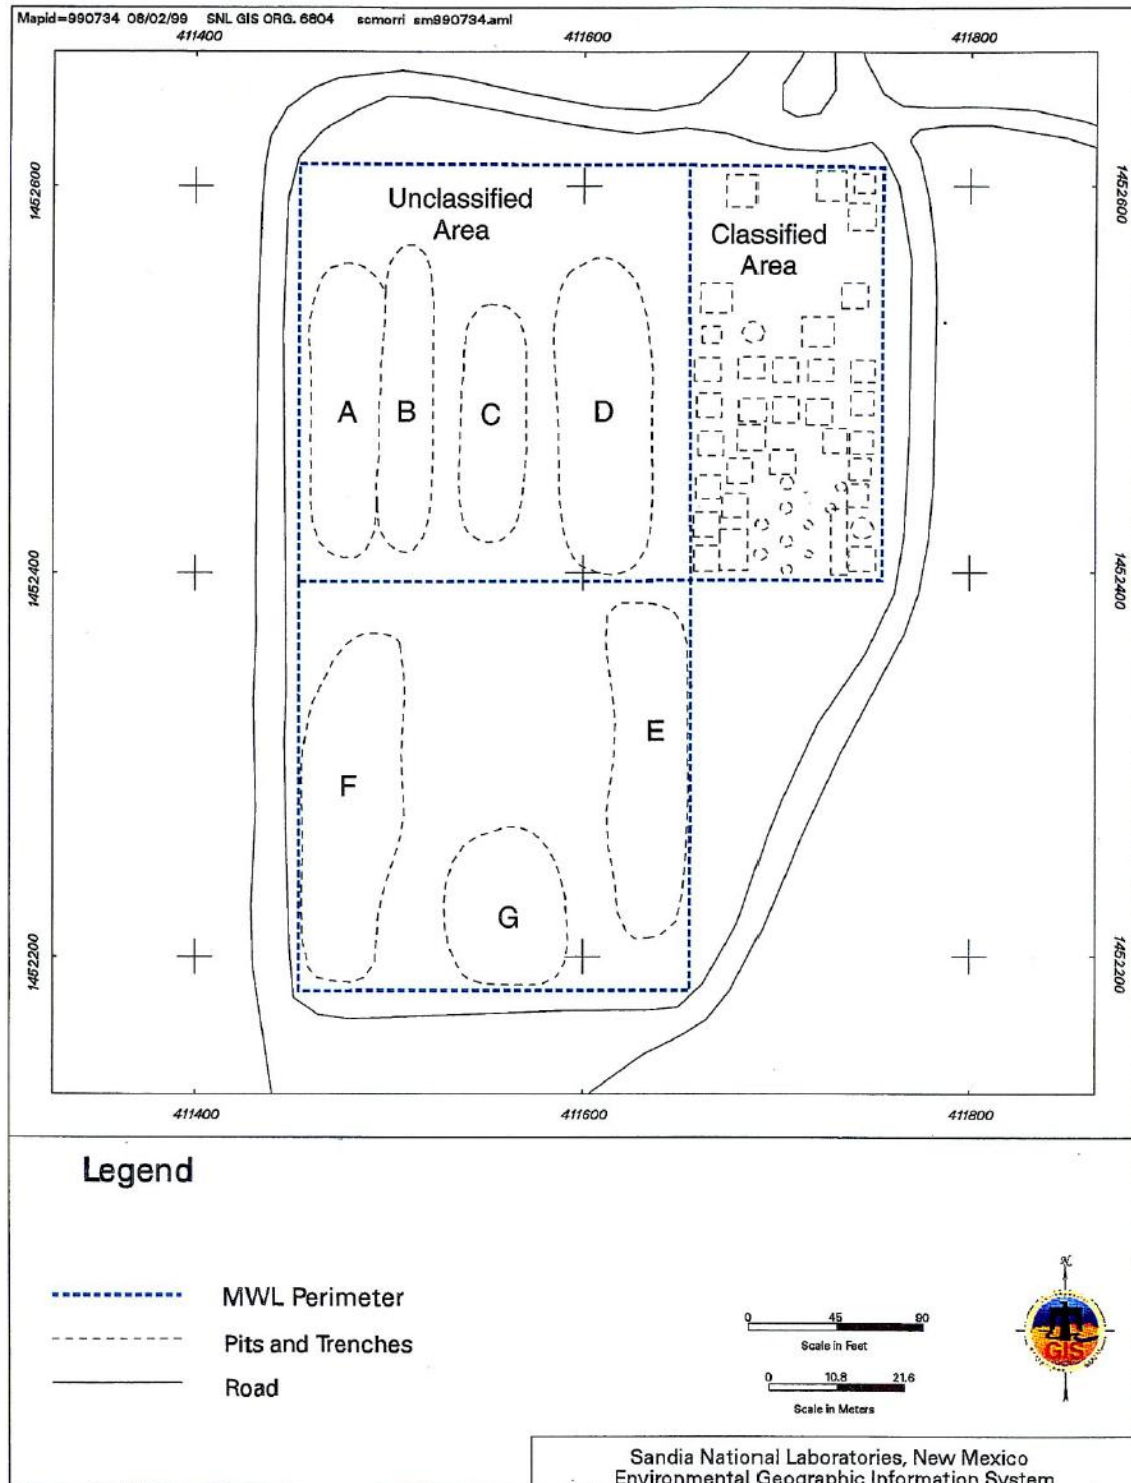 Mapid=990734 08/02/99 SNL GIS ORG. 6804 scmorri sm990734.aml
411400 411600 411800
1452600 1452600
Unclassified
Area
Classified
Area
A B C D
1452400 1452400
E
F
G
1452200 1452200
411400 411600 411800
Legend
MWL Perimeter
Pits and Trenches
Road
0 45 90
Scale in Feet
0 10.8 21.6
Scale in Meters
N
GIS
Sandia National Laboratories, New Mexico
Environmental Geographic Information System